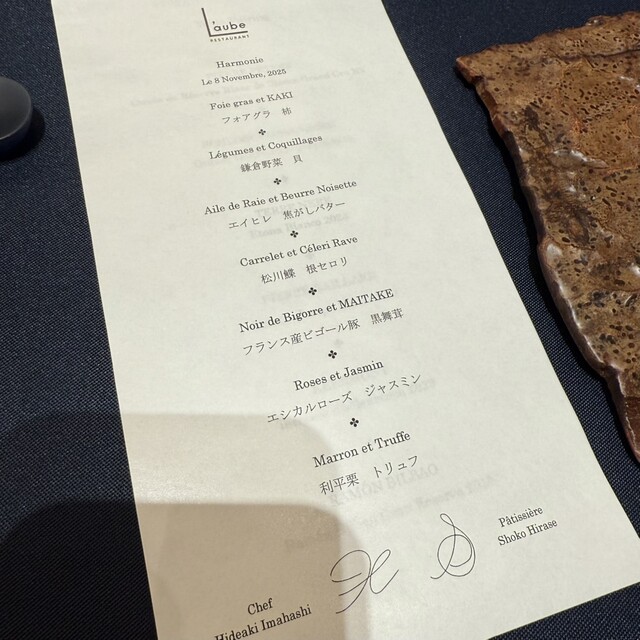 L'aube
RESTAURANT
Harmonie
Le 8 Novembre, 2025
Foie gras et KAKI
フォアグラ 柿
Légumes et Coquillages
鎌倉野菜 貝
Aile de Raie et Beurre Noisette
エイヒレ 焦がしバター
Carrelet et Céleri Rave
松川鰈 根セロリ
Noir de Bigorre et MAITAKE
フランス産ビゴール豚 黒舞茸
Roses et Jasmin
エシカルローズ ジャスミン
Marron et Truffe
利平栗 トリュフ
Pâtissière
Shoko Hirase
Chef
Hideaki Imahashi